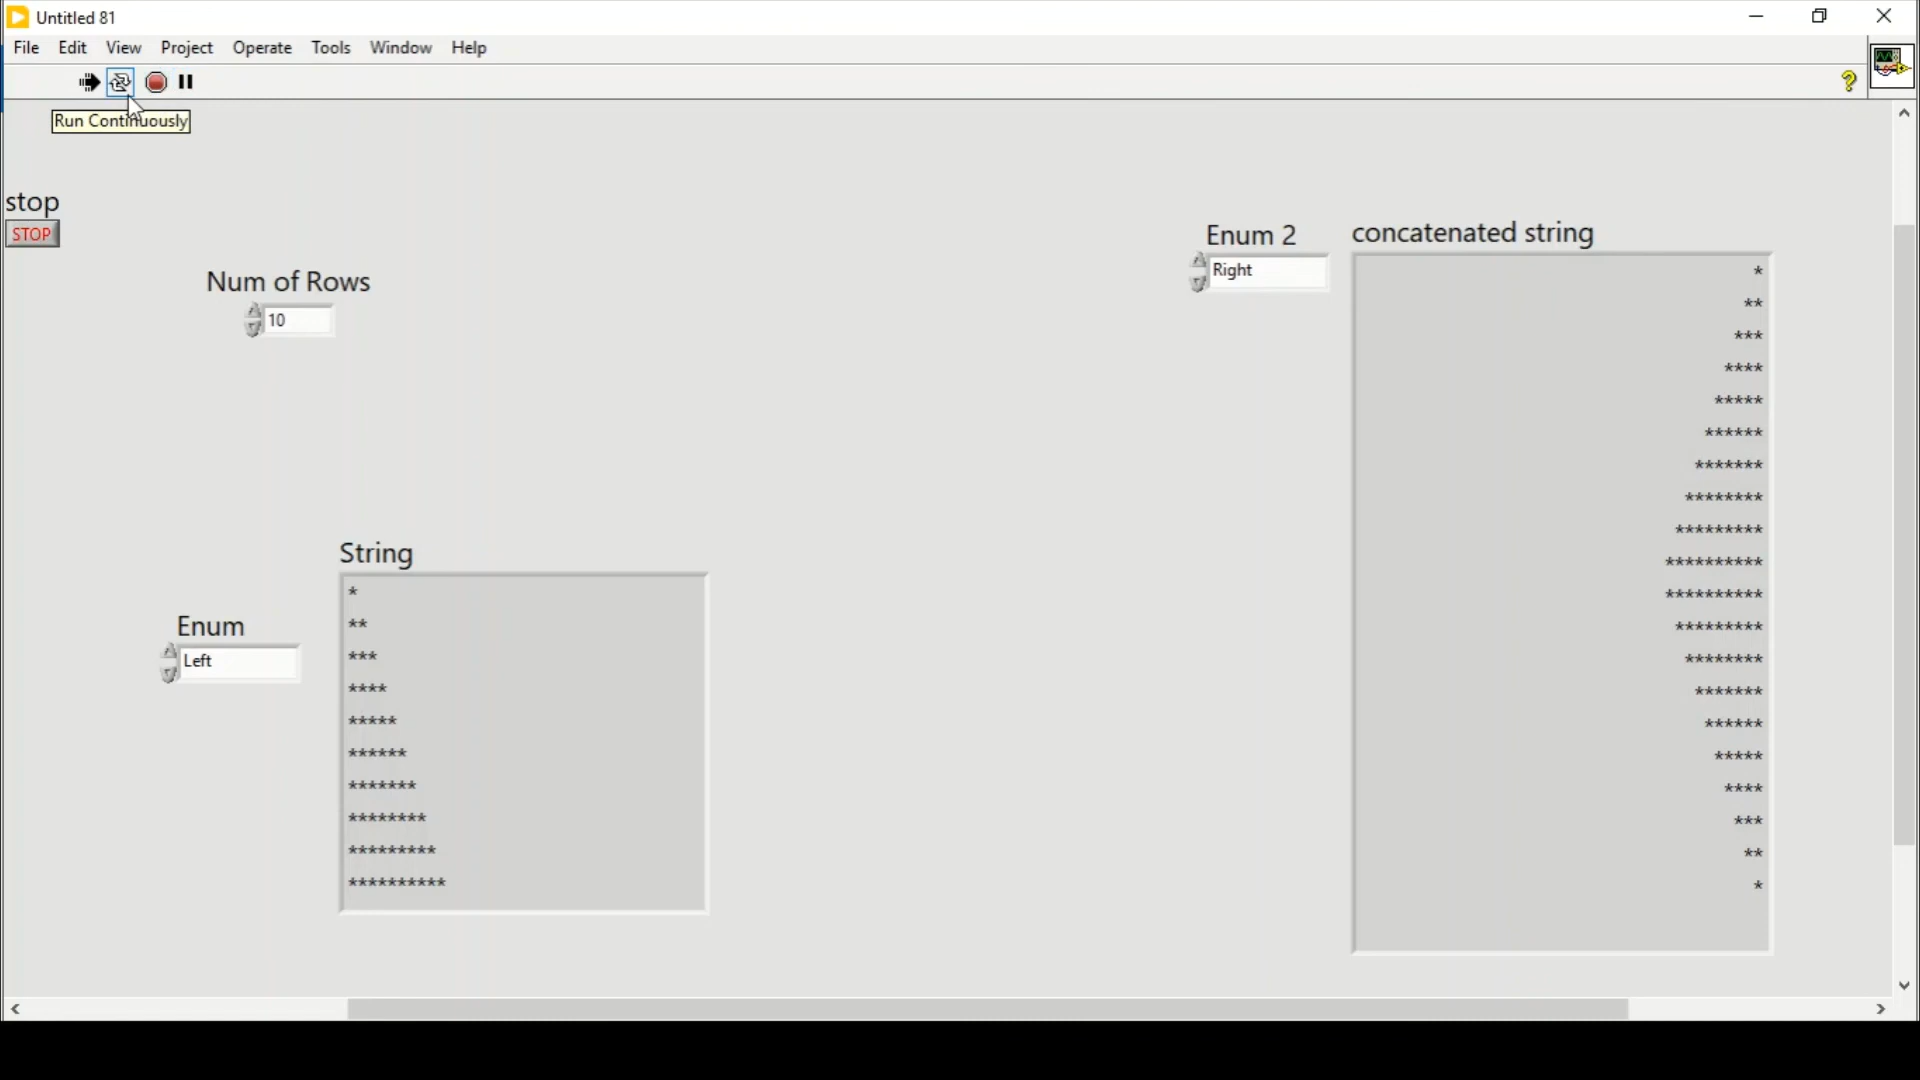 Untitled 81
File Edit View Project Operate Tools Window Help
?
Run Continuously
stop
STOP
Num of Rows
10
Enum 2
Right
concatenated string
*
**
***
****
*****
******
*******
********
*********
**********
**********
*********
********
*******
******
*****
****
***
**
*
Enum
Left
String
*
**
***
****
*****
******
*******
********
*********
**********